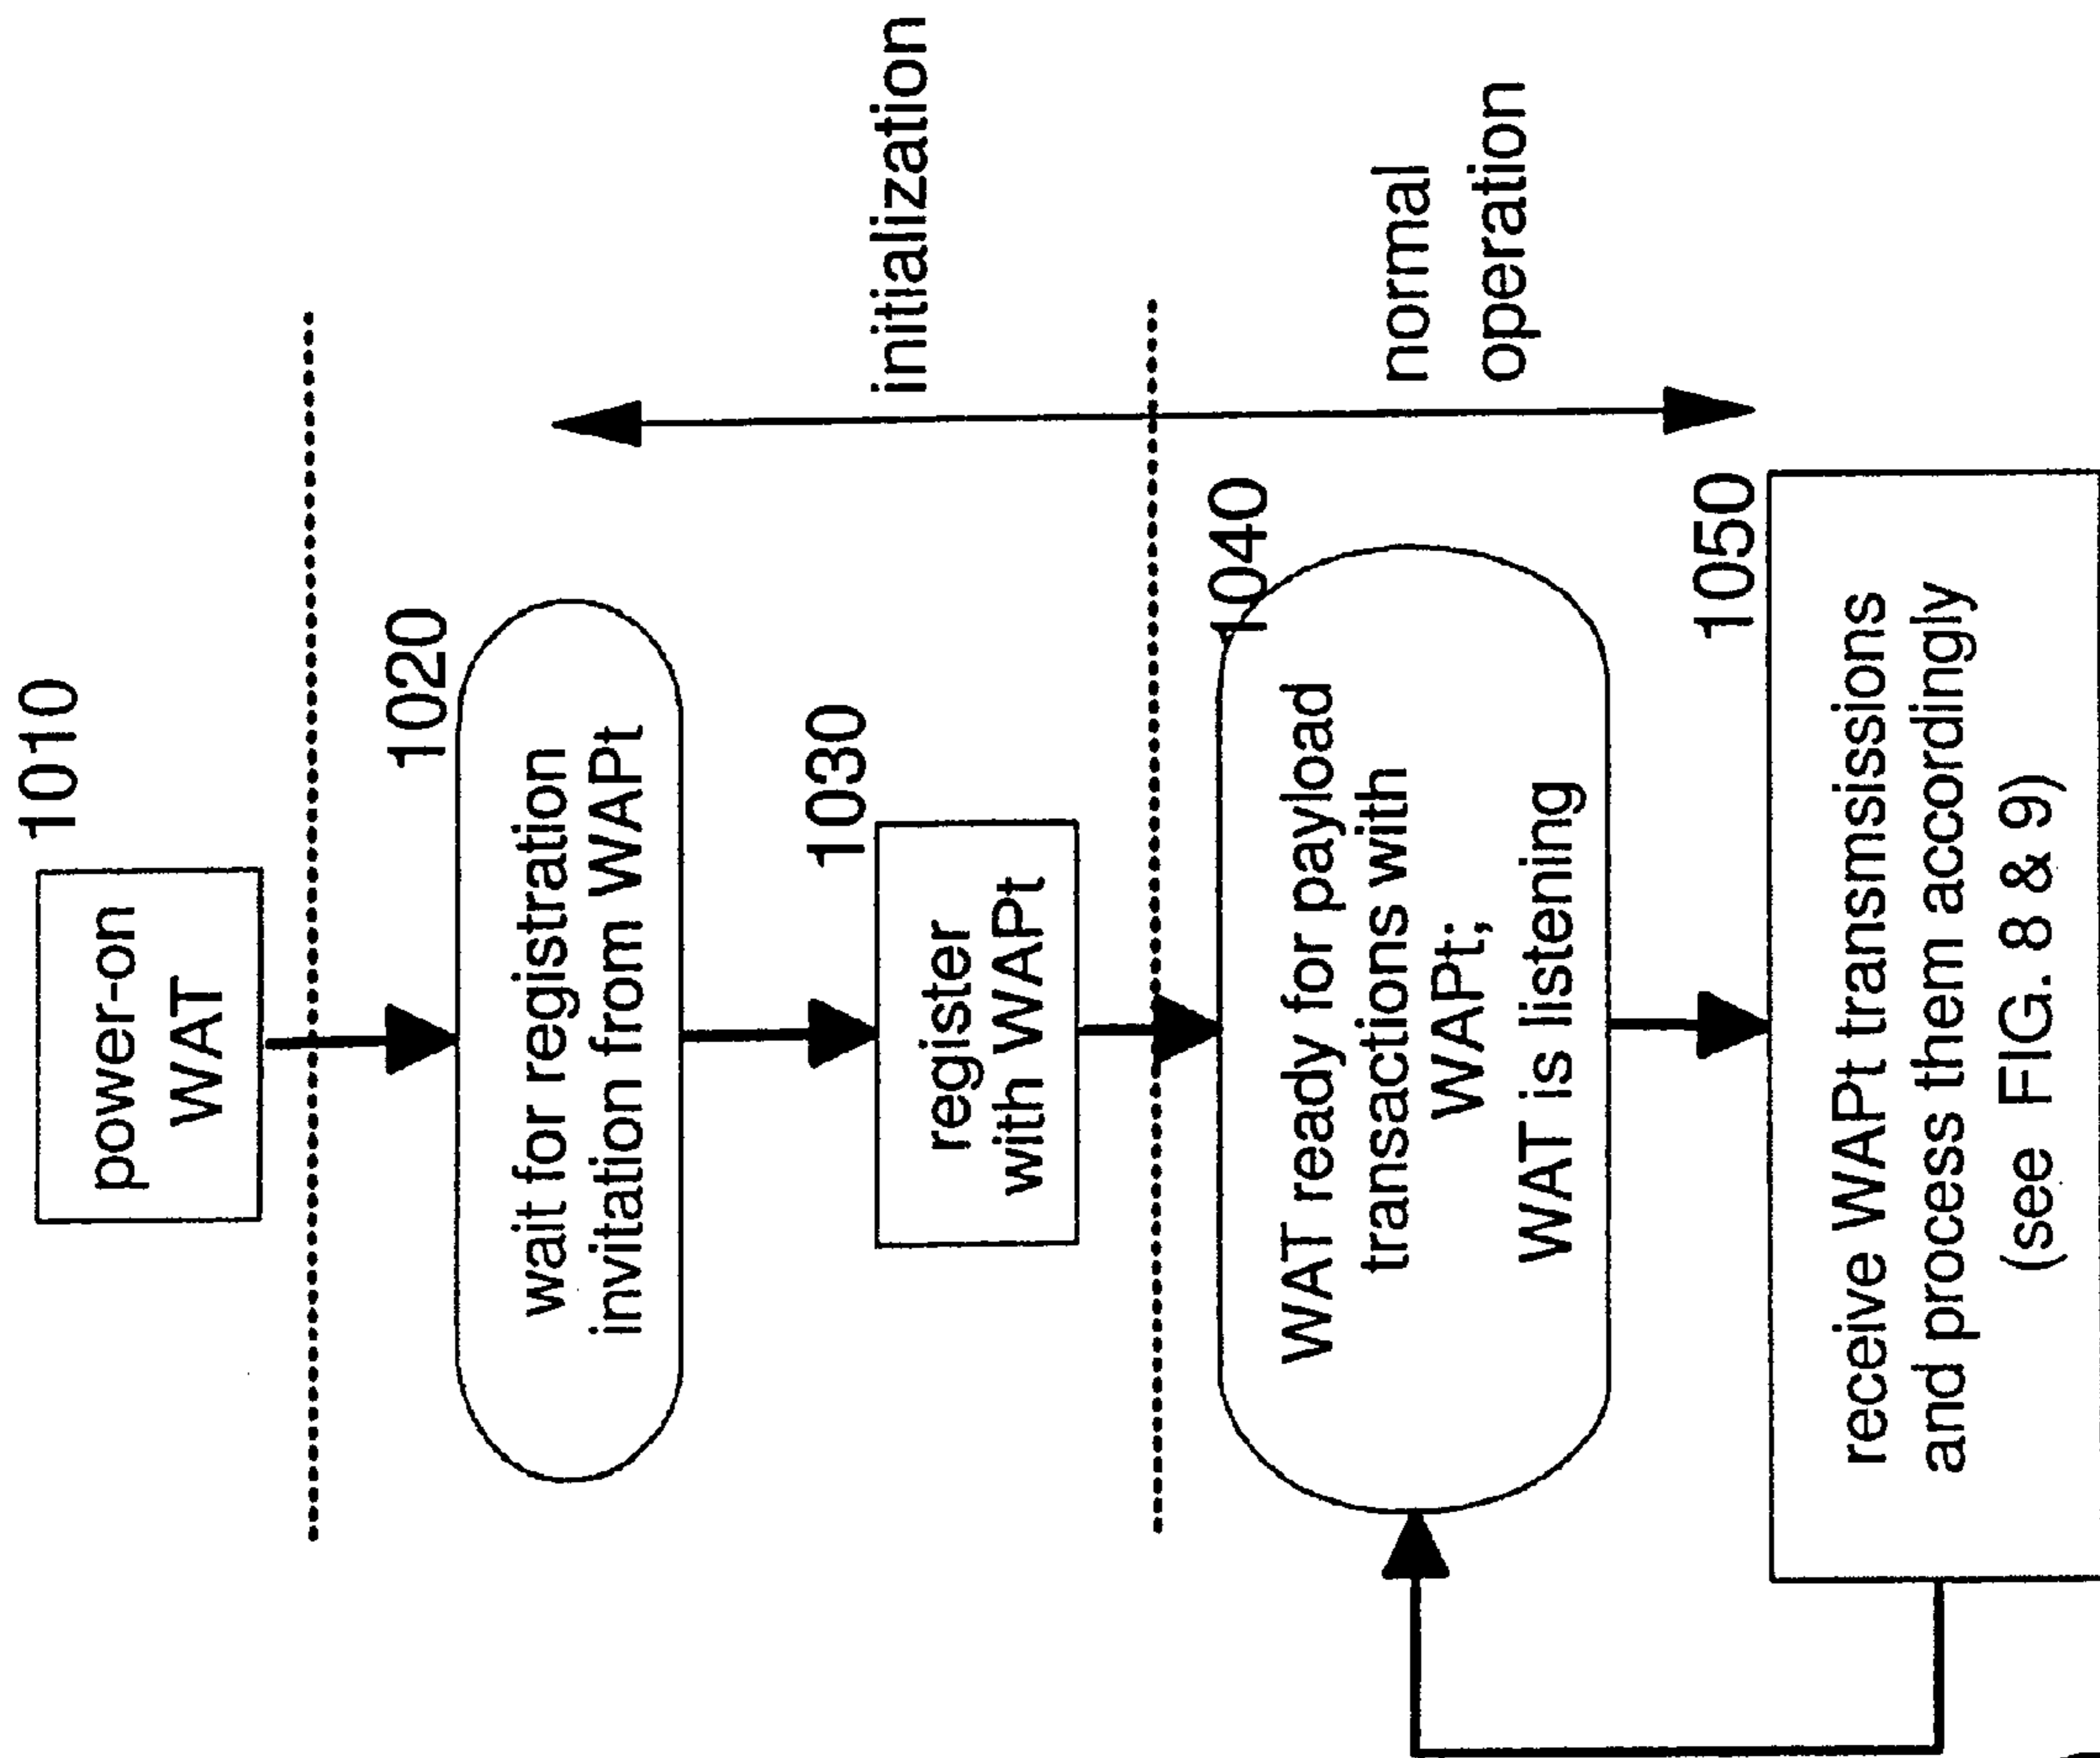 1010
power-on
WAT
1020
wait for registration
invitation from WAPt
1030
register
with WAPt
initialization
1040
WAT ready for payload
transactions with
WAPt;
WAT is listening
normal
operation
1050
receive WAPt transmissions
and process them accordingly
(see FIG. 8 & 9)